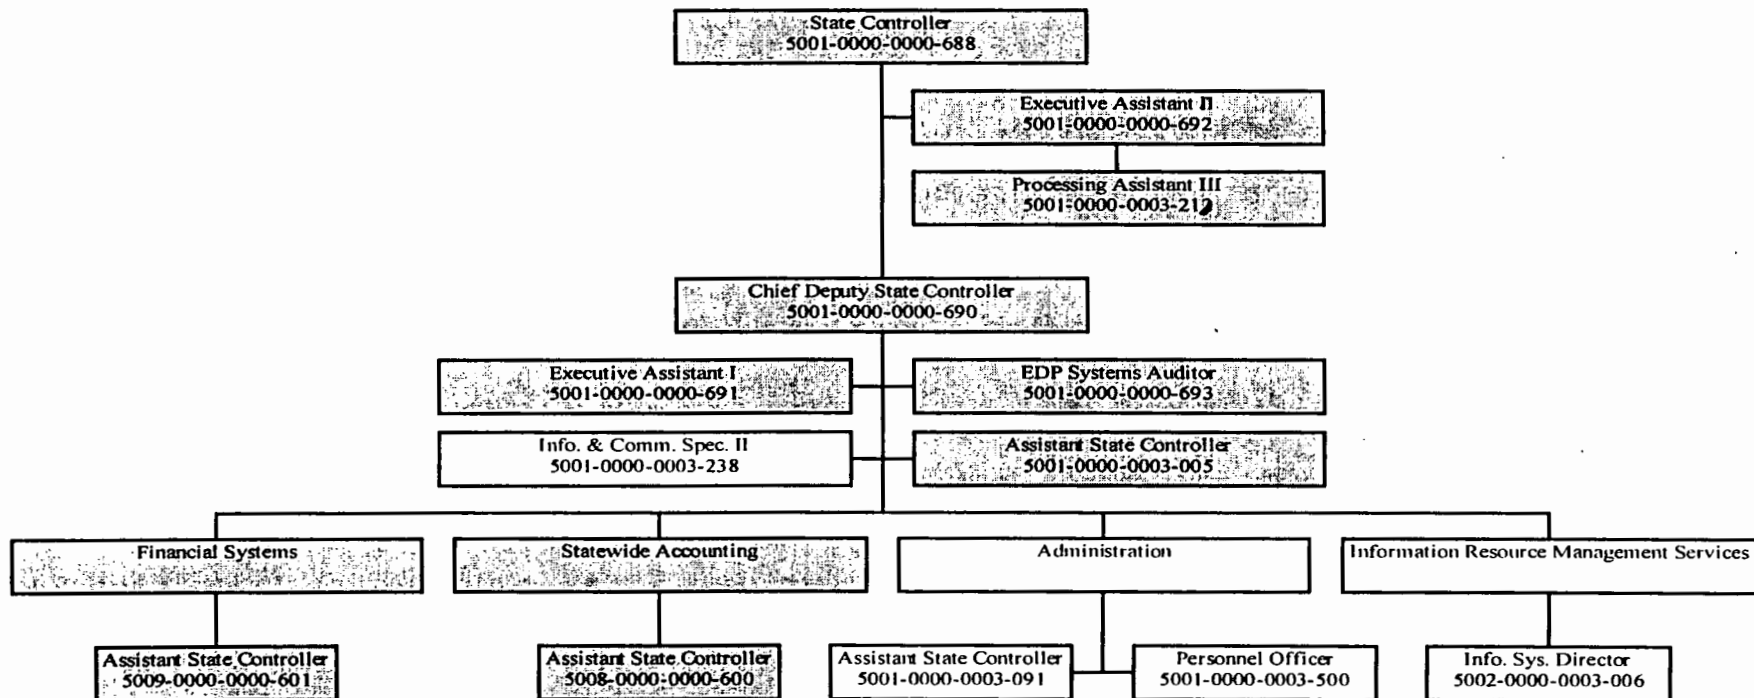 State Controller
5001-0000-0000-688
Executive Assistant II
5001-0000-0000-692
Processing Assistant III
5001-0000-0003-212
Chief Deputy State Controller
5001-0000-0000-690
Executive Assistant I
5001-0000-0000-691
EDP Systems Auditor
5001-0000-0000-693
Info. & Comm. Spec. II
5001-0000-0003-238
Assistant State Controller
5001-0000-0003-005
Financial Systems
Statewide Accounting
Administration
Information Resource Management Services
Assistant State Controller
5009-0000-0000-601
Assistant State Controller
5008-0000-0000-600
Assistant State Controller
5001-0000-0003-091
Personnel Officer
5001-0000-0003-500
Info. Sys. Director
5002-0000-0003-006